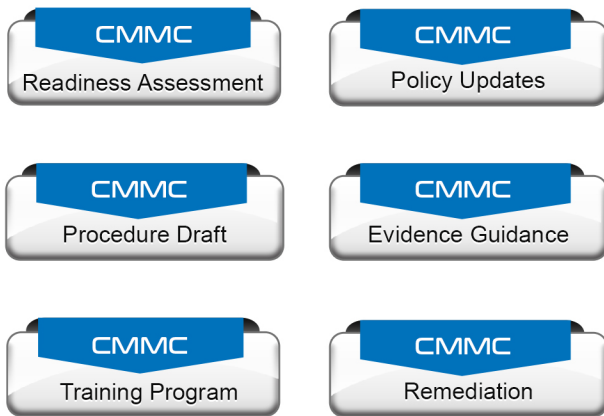 CMMC
Readiness Assessment
CMMC
Policy Updates
CMMC
Procedure Draft
CMMC
Evidence Guidance
CMMC
Training Program
CMMC
Remediation